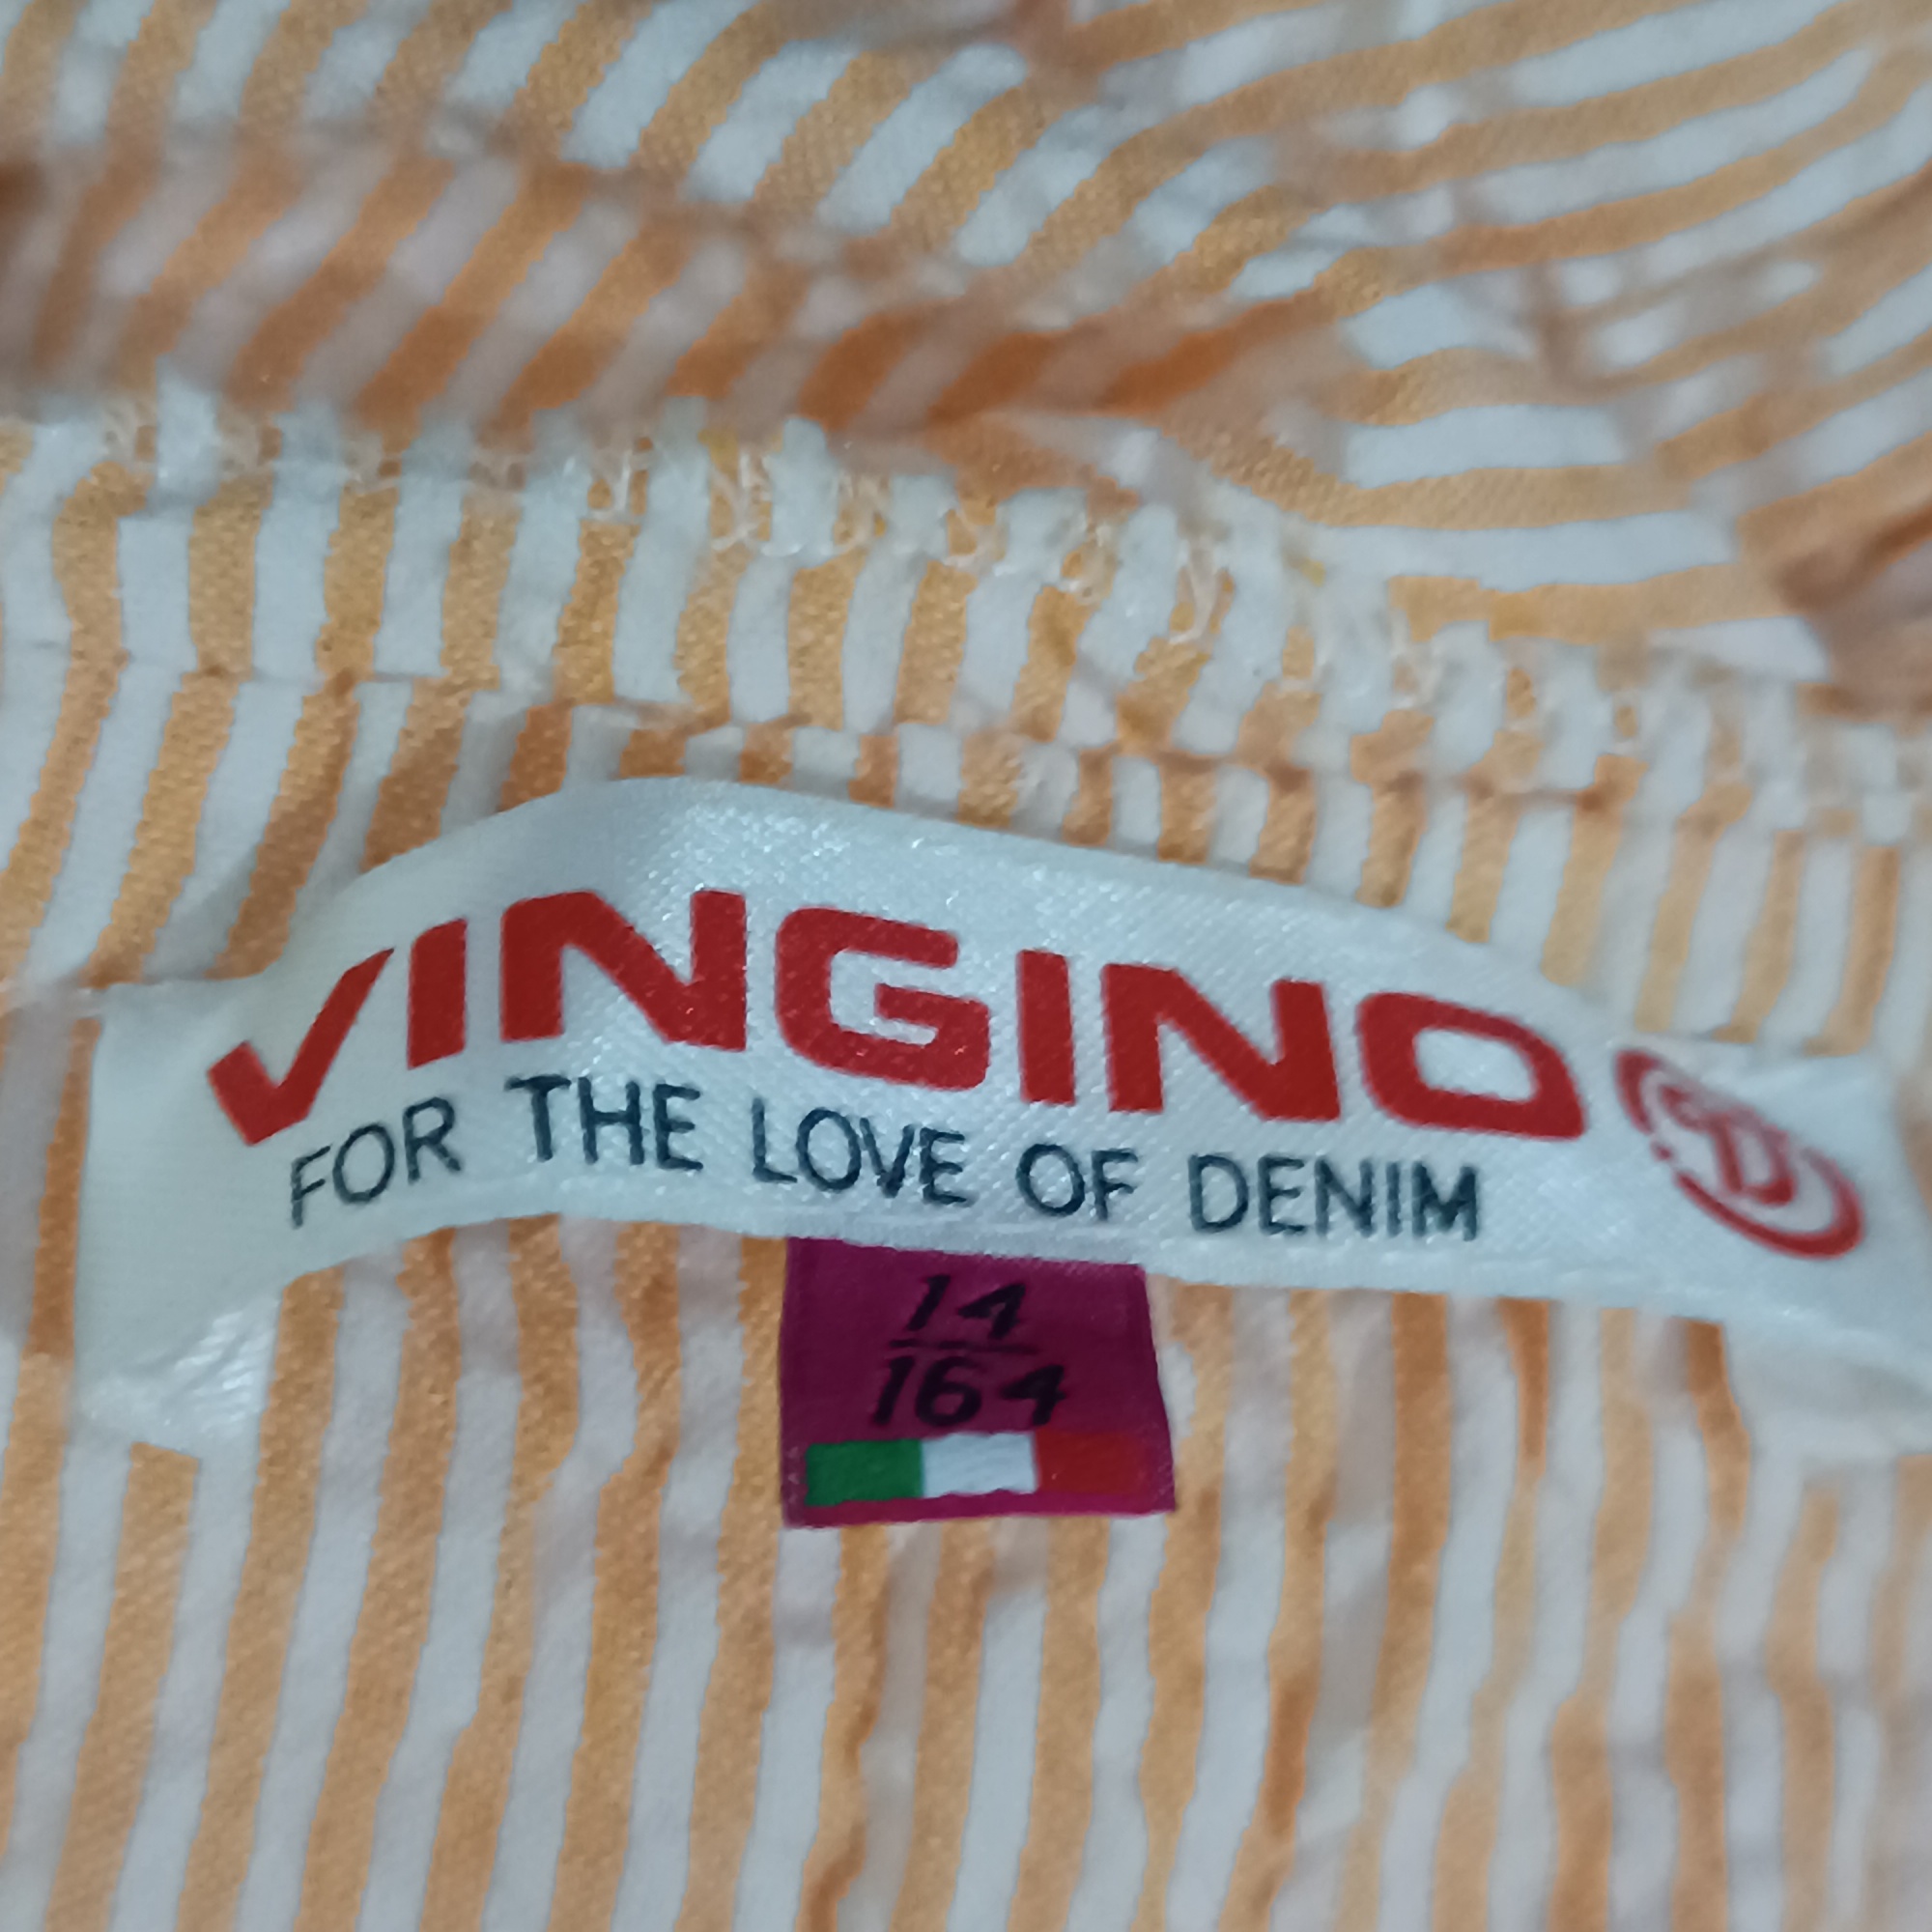 VINGINO
FOR THE LOVE OF DENIM
14
164